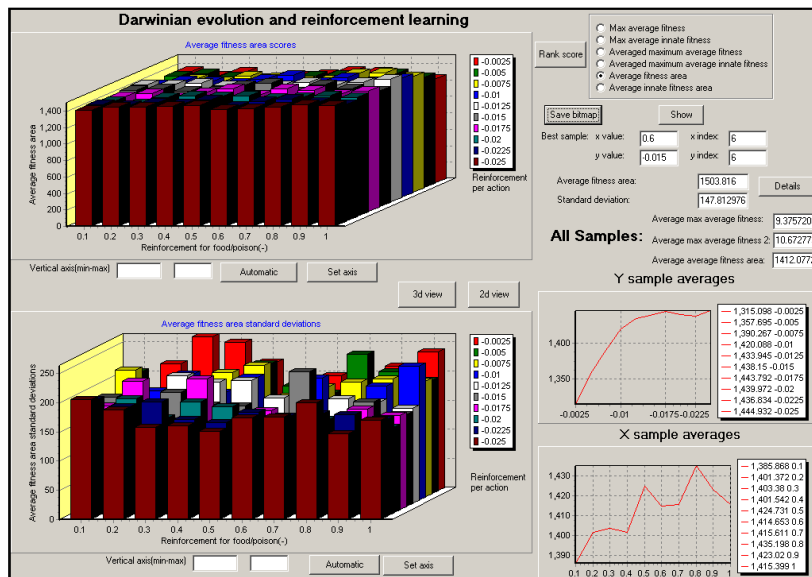 Darwinian evolution and reinforcement learning
Average fitness area scores
Average fitness area
1,400
1,200
1,000
800
600
400
200
0
0.1 0.2 0.3 0.4 0.5 0.6 0.7 0.8 0.9 1
Reinforcement for food/poison(-)
-0.0025
-0.005
-0.0075
-0.01
-0.0125
-0.015
-0.0175
-0.02
-0.0225
-0.025
Reinforcement
per action
Vertical axis(min-max)
Automatic
Set axis
3d view
2d view
Average fitness area standard deviations
Average fitness area standard deviations
250
200
150
100
50
0
0.1 0.2 0.3 0.4 0.5 0.6 0.7 0.8 0.9 1
Reinforcement for food/poison(-)
-0.0025
-0.005
-0.0075
-0.01
-0.0125
-0.015
-0.0175
-0.02
-0.0225
-0.025
Reinforcement
per action
Vertical axis(min-max)
Automatic
Set axis
Rank score
Max average fitness
Max average innate fitness
Averaged maximum average fitness
Averaged maximum average innate fitness
Average fitness area
Average innate fitness area
Save bitmap
Show
Best sample: x value: 0.6 x index: 6
y value: -0.015 y index: 6
Average fitness area: 1503.816
Standard deviation: 147.812976
Details
All Samples:
Average max average fitness: 9.375720
Average max average fitness 2: 10.67277
Average average fitness area: 1412.0772
Y sample averages
1,400
1,350
-0.0025 -0.01 -0.0175 -0.0225
1,315.098 -0.0025
1,357.695 -0.005
1,390.267 -0.0075
1,420.088 -0.01
1,433.945 -0.0125
1,438.15 -0.015
1,443.792 -0.0175
1,439.972 -0.02
1,436.834 -0.0225
1,444.932 -0.025
X sample averages
1,430
1,420
1,410
1,400
1,390
0.1 0.2 0.3 0.4 0.5 0.6 0.7 0.8 0.9 1
1,385.868 0.1
1,401.372 0.2
1,403.38 0.3
1,401.542 0.4
1,424.731 0.5
1,414.653 0.6
1,415.611 0.7
1,435.198 0.8
1,423.02 0.9
1,415.399 1